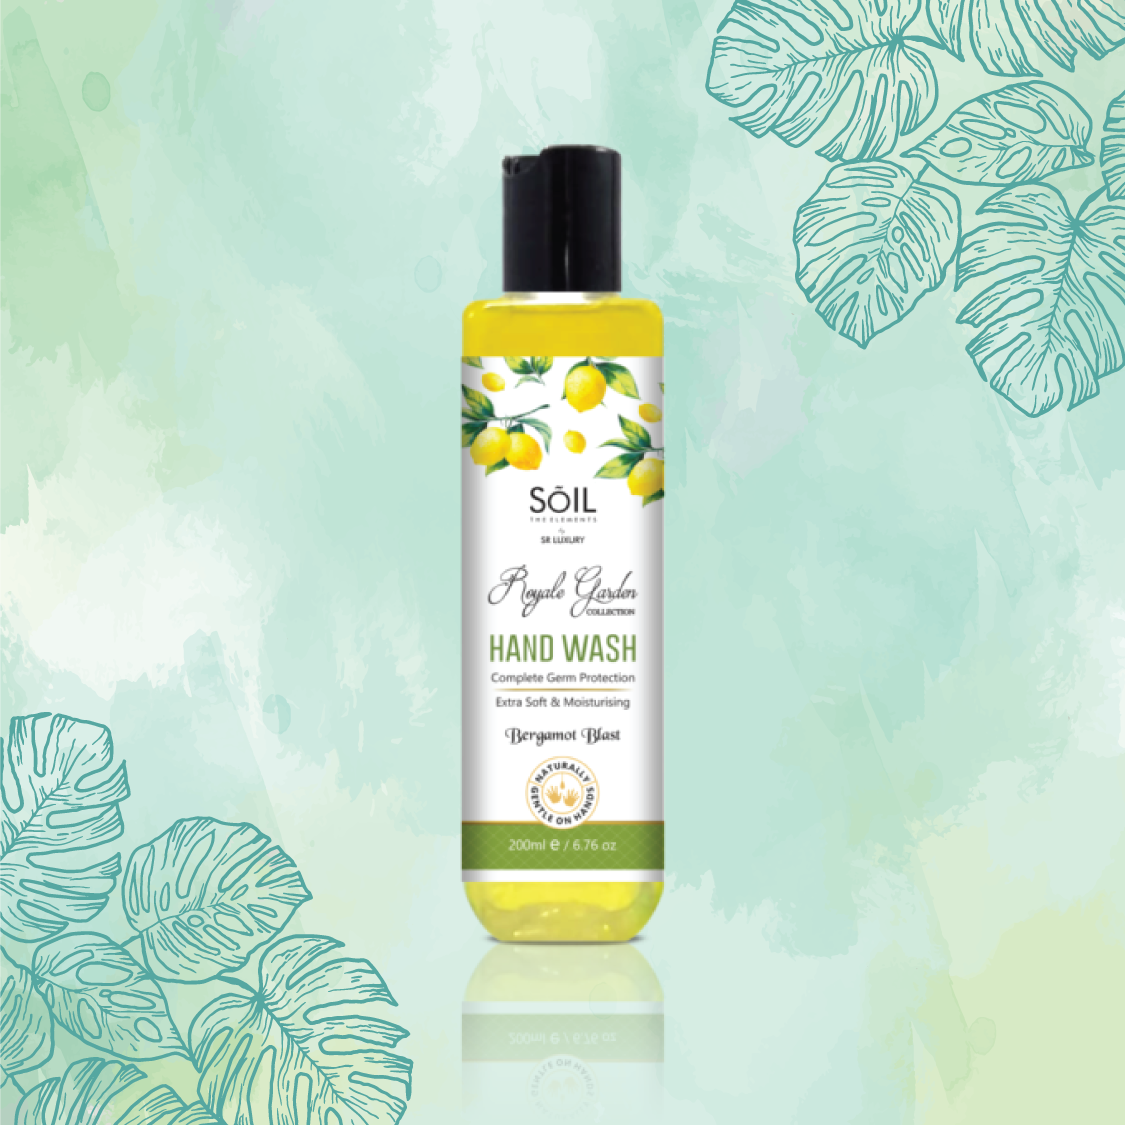 SÕIL
THE ELEMENTS
by
SR LUXURY
Royale Garden
COLLECTION
HAND WASH
Complete Germ Protection
Extra Soft & Moisturising
Bergamot Blast
NATURALLY
GENTLE ON HANDS
200ml ℮ / 6.76 oz